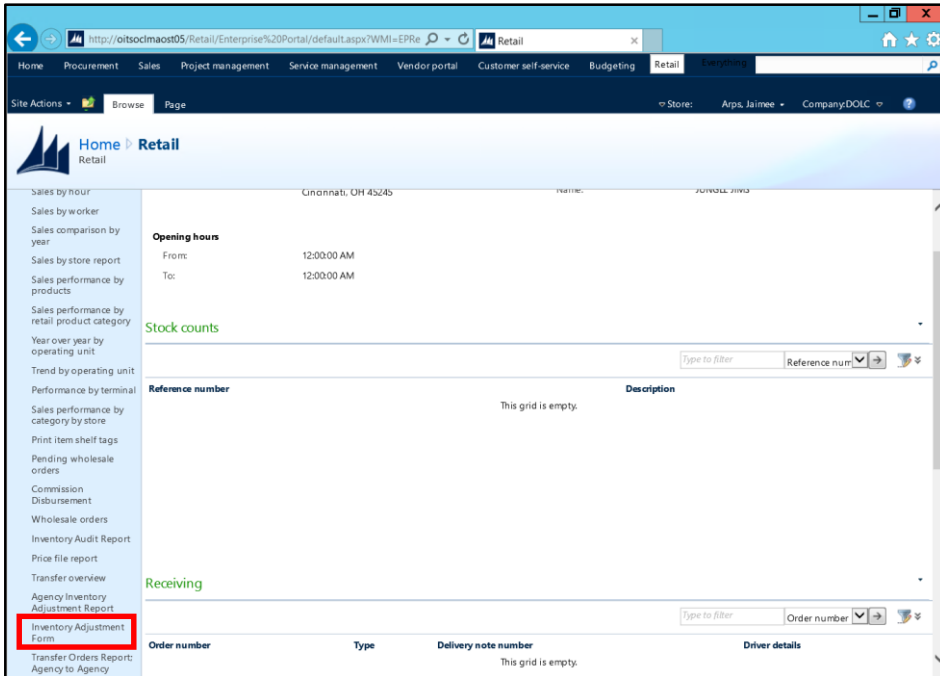 http://oitsoclmaost05/Retail/Enterprise%20Portal/default.aspx?WMI=EPRe
Retail
Home Procurement Sales Project management Service management Vendor portal Customer self-service Budgeting Retail Everything
Site Actions Browse Page Store: Arps, Jaimee Company:DOLC
Home Retail
Retail
Sales by hour
Cincinnati, OH 45245
Name:
JUNGLE JIMS
Sales by worker
Sales comparison by
year
Sales by store report
Sales performance by
products
Sales performance by
retail product category
Year over year by
operating unit
Trend by operating unit
Performance by terminal
Sales performance by
category by store
Print item shelf tags
Pending wholesale
orders
Commission
Disbursement
Wholesale orders
Inventory Audit Report
Price file report
Transfer overview
Agency Inventory
Adjustment Report
Inventory Adjustment
Form
Transfer Orders Report;
Agency to Agency
Opening hours
From: 12:00:00 AM
To: 12:00:00 AM
Stock counts
Type to filter Reference num
Reference number Description
This grid is empty.
Receiving
Type to filter Order number
Order number Type Delivery note number Driver details
This grid is empty.